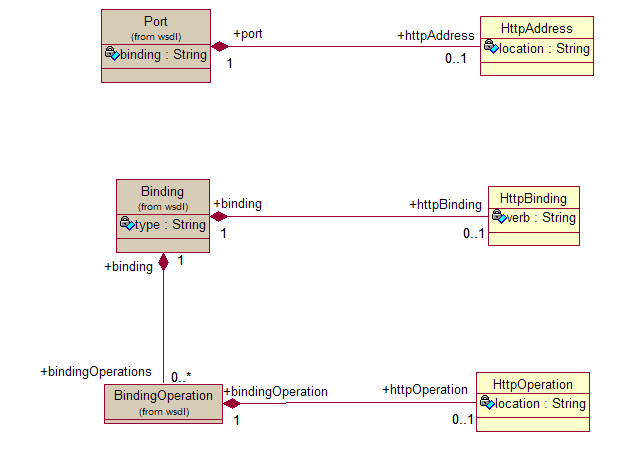 Port
(from wsdl)
binding : String
+port
1
+httpAddress
0..1
HttpAddress
location : String
Binding
(from wsdl)
type : String
+binding
1
+httpBinding
0..1
HttpBinding
verb : String
+binding
1
+bindingOperations
0..*
BindingOperation
(from wsdl)
+bindingOperation
1
+httpOperation
0..1
HttpOperation
location : String